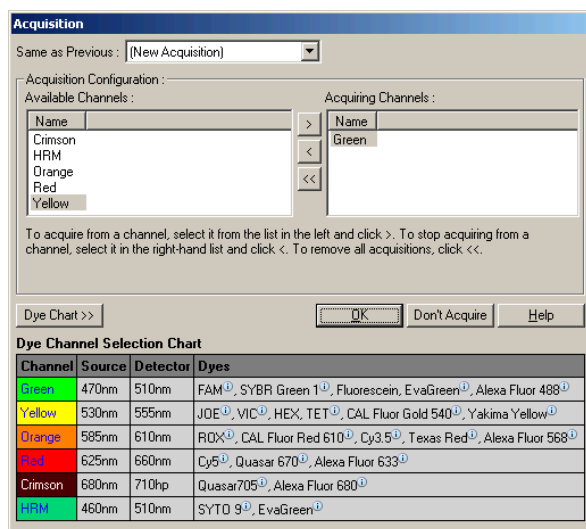 Acquisition
Same as Previous : (New Acquisition)
Acquisition Configuration :
Available Channels :
Acquiring Channels :
Name
Crimson
HRM
Orange
Red
Yellow
>
<
<<
Name
Green
To acquire from a channel, select it from the list in the left and click >. To stop acquiring from a
channel, select it in the right-hand list and click <. To remove all acquisitions, click <<.
Dye Chart >>
OK
Don't Acquire
Help
Dye Channel Selection Chart
Channel Source Detector Dyes
Green 470nm 510nm FAM, SYBR Green 1, Fluorescein, EvaGreen, Alexa Fluor 488
Yellow 530nm 555nm JOE, VIC, HEX, TET, CAL Fluor Gold 540, Yakima Yellow
Orange 585nm 610nm ROX, CAL Fluor Red 610, Cy3.5, Texas Red, Alexa Fluor 568
Red 625nm 660nm Cy5, Quasar 670, Alexa Fluor 633
Crimson 680nm 710hp Quasar705, Alexa Fluor 680
HRM 460nm 510nm SYTO 9, EvaGreen